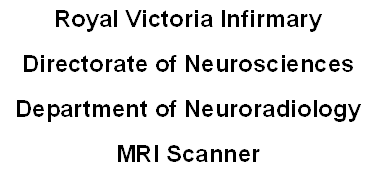 Royal Victoria Infirmary
Directorate of Neurosciences
Department of Neuroradiology
MRI Scanner